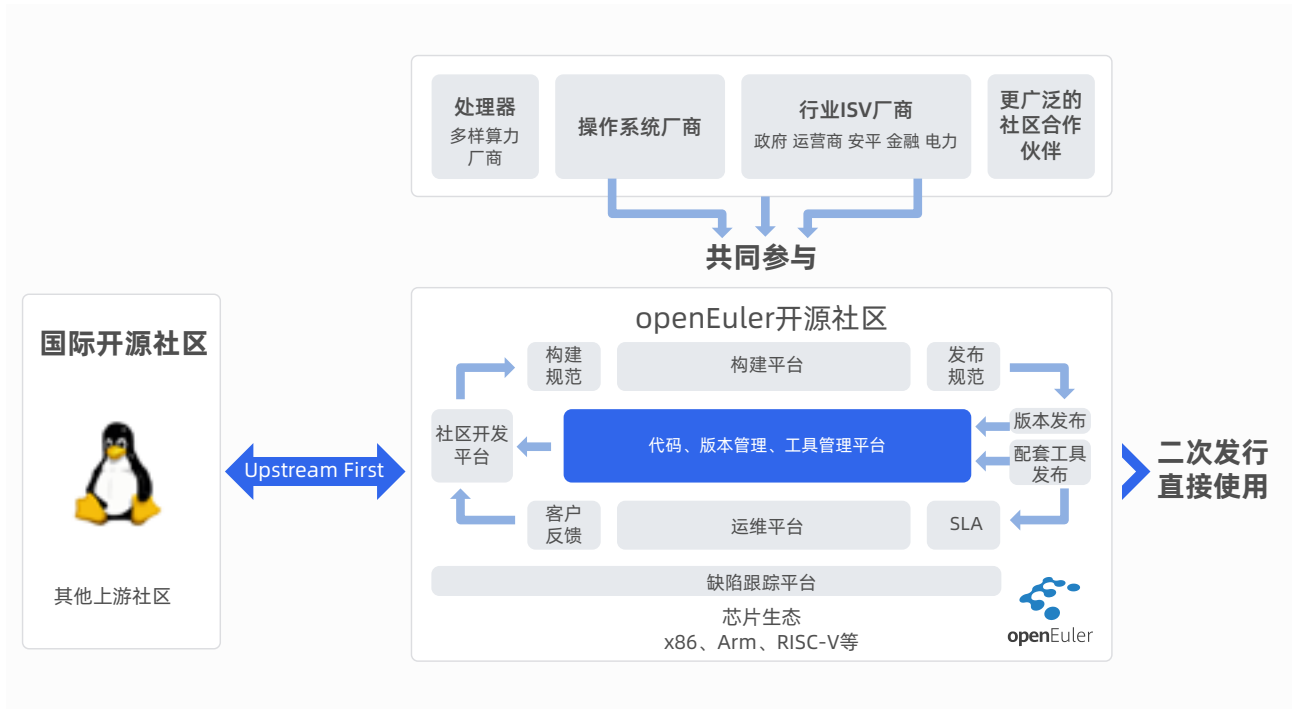 处理器
多样算力
厂商
操作系统厂商
行业ISV厂商
政府 运营商 安平 金融 电力
更广泛的
社区合作
伙伴
共同参与
国际开源社区
其他上游社区
Upstream First
openEuler开源社区
构建
规范
构建平台
发布
规范
社区开发
平台
代码、版本管理、工具管理平台
版本发布
配套工具
发布
客户
反馈
运维平台
SLA
缺陷跟踪平台
芯片生态
x86、Arm、RISC-V等
openEuler
二次发行
直接使用